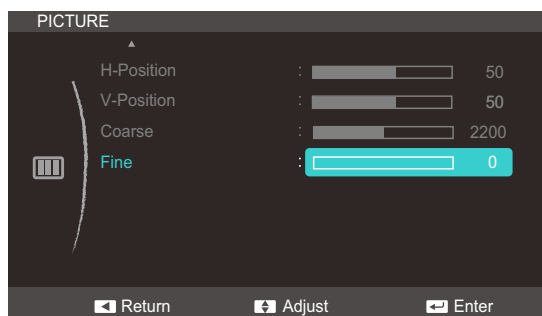 PICTURE
H-Position : 50
V-Position : 50
Coarse : 2200
Fine : 0
Return Adjust Enter